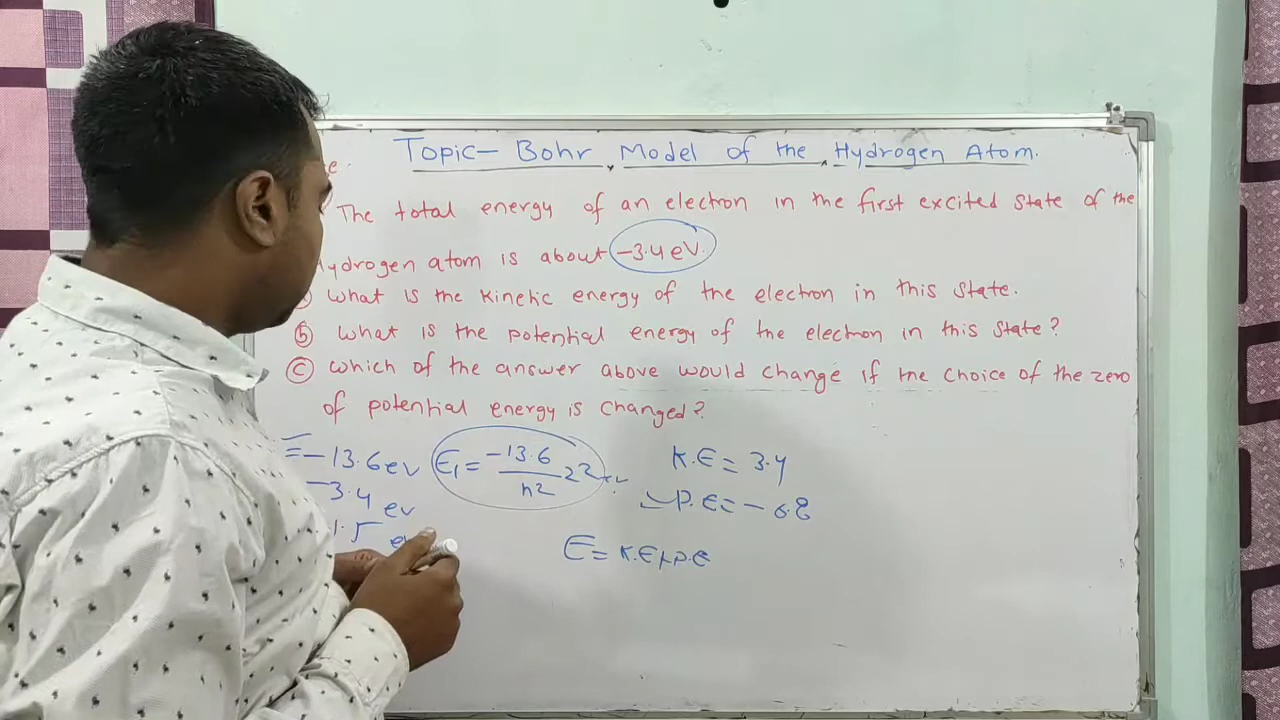 Topic- Bohr Model of the Hydrogen Atom.
The total energy of an electron in the first excited state of the
ydrogen atom is about -3.4 eV.
What is the kinetic energy of the electron in this state.
b What is the potential energy of the electron in this state?
c Which of the answer above would change if the choice of the zero
of potential energy is changed?
= -13.6 ev E1 = -13.6/n2 z2 K.E = 3.4
-3.4 ev P.E = -6.8
1.5 ev E = K.E+P.E